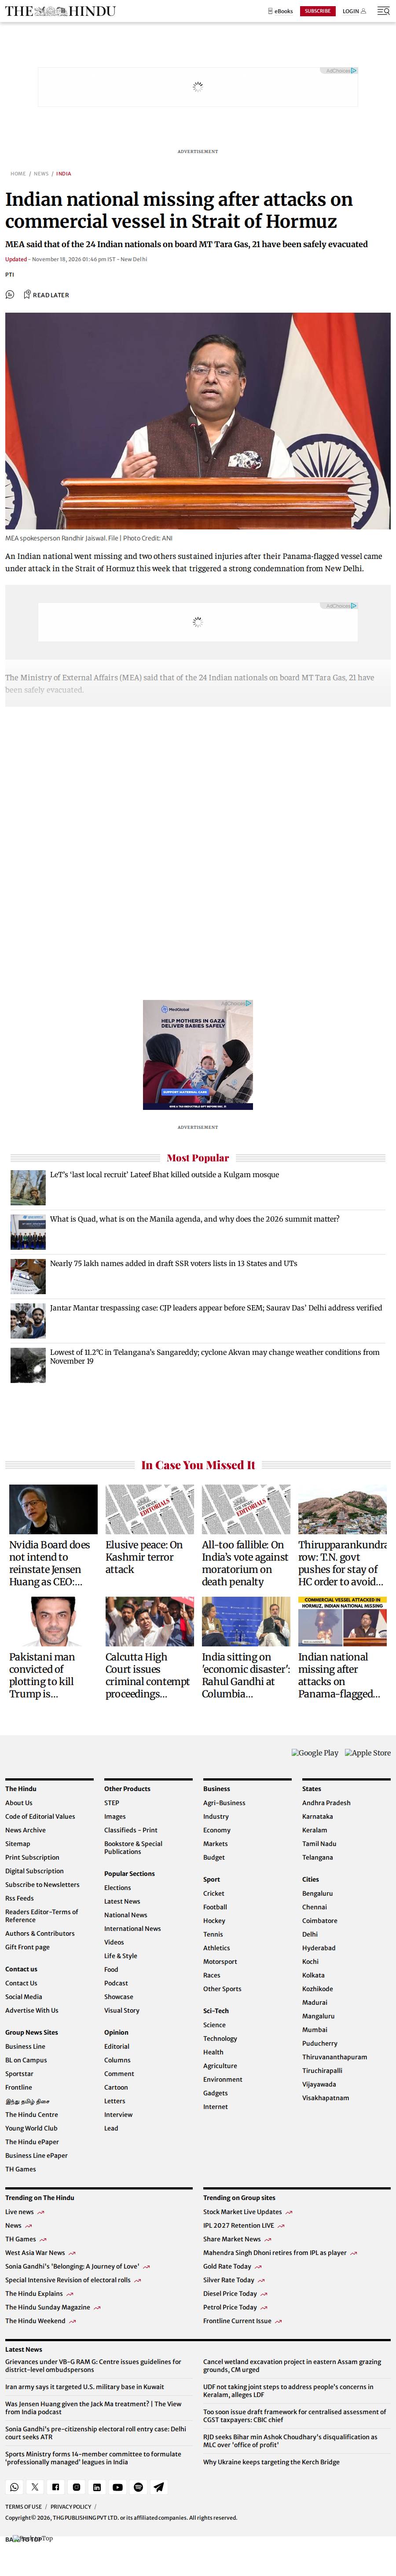 THE HINDU
eBooks
SUBSCRIBE
LOGIN
AdChoices
ADVERTISEMENT
HOME / NEWS / INDIA
Indian national missing after attacks on
commercial vessel in Strait of Hormuz
MEA said that of the 24 Indian nationals on board MT Tara Gas, 21 have been safely evacuated
Updated - November 18, 2026 01:46 pm IST - New Delhi
PTI
READ LATER
MEA spokesperson Randhir Jaiswal. File | Photo Credit: ANI
An Indian national went missing and two others sustained injuries after their Panama-flagged vessel came
under attack in the Strait of Hormuz this week that triggered a strong condemnation from New Delhi.
AdChoices
The Ministry of External Affairs (MEA) said that of the 24 Indian nationals on board MT Tara Gas, 21 have
been safely evacuated.
AdChoices
MedGlobal
HELP MOTHERS IN GAZA
DELIVER BABIES SAFELY
SUPPORT MATERNAL CARE
GIVE A TAX-DEDUCTIBLE GIFT BEFORE DEC. 31
ADVERTISEMENT
Most Popular
LeT's 'last local recruit' Lateef Bhat killed outside a Kulgam mosque
What is Quad, what is on the Manila agenda, and why does the 2026 summit matter?
Nearly 75 lakh names added in draft SSR voters lists in 13 States and UTs
Jantar Mantar trespassing case: CJP leaders appear before SEM; Saurav Das' Delhi address verified
Lowest of 11.2°C in Telangana's Sangareddy; cyclone Akvan may change weather conditions from
November 19
In Case You Missed It
EDITORIALS
EDITORIALS
Nvidia Board does
not intend to
reinstate Jensen
Huang as CEO:...
Elusive peace: On
Kashmir terror
attack
All-too fallible: On
India's vote against
moratorium on
death penalty
Thirupparankundra
row: T.N. govt
pushes for stay of
HC order to avoid...
COMMERCIAL VESSEL ATTACKED IN
HORMUZ, INDIAN NATIONAL MISSING
Pakistani man
convicted of
plotting to kill
Trump is...
Calcutta High
Court issues
criminal contempt
proceedings...
India sitting on
'economic disaster':
Rahul Gandhi at
Columbia...
Indian national
missing after
attacks on
Panama-flagged...
Google Play
Apple Store
The Hindu
About Us
Code of Editorial Values
News Archive
Sitemap
Print Subscription
Digital Subscription
Subscribe to Newsletters
Rss Feeds
Readers Editor-Terms of
Reference
Authors & Contributors
Gift Front page
Contact us
Contact Us
Social Media
Advertise With Us
Group News Sites
Business Line
BL on Campus
Sportstar
Frontline
இந்து தமிழ் திசை
The Hindu Centre
Young World Club
The Hindu ePaper
Business Line ePaper
TH Games
Other Products
STEP
Images
Classifieds - Print
Bookstore & Special
Publications
Popular Sections
Elections
Latest News
National News
International News
Videos
Life & Style
Food
Podcast
Showcase
Visual Story
Opinion
Editorial
Columns
Comment
Cartoon
Letters
Interview
Lead
Business
Agri-Business
Industry
Economy
Markets
Budget
Sport
Cricket
Football
Hockey
Tennis
Athletics
Motorsport
Races
Other Sports
Sci-Tech
Science
Technology
Health
Agriculture
Environment
Gadgets
Internet
States
Andhra Pradesh
Karnataka
Keralam
Tamil Nadu
Telangana
Cities
Bengaluru
Chennai
Coimbatore
Delhi
Hyderabad
Kochi
Kolkata
Kozhikode
Madurai
Mangaluru
Mumbai
Puducherry
Thiruvananthapuram
Tiruchirapalli
Vijayawada
Visakhapatnam
Trending on The Hindu
Live news
News
TH Games
West Asia War News
Sonia Gandhi's 'Belonging: A Journey of Love'
Special Intensive Revision of electoral rolls
The Hindu Explains
The Hindu Sunday Magazine
The Hindu Weekend
Trending on Group sites
Stock Market Live Updates
IPL 2027 Retention LIVE
Share Market News
Mahendra Singh Dhoni retires from IPL as player
Gold Rate Today
Silver Rate Today
Diesel Price Today
Petrol Price Today
Frontline Current Issue
Latest News
Grievances under VB-G RAM G: Centre issues guidelines for
district-level ombudspersons
Cancel wetland excavation project in eastern Assam grazing
grounds, CM urged
Iran army says it targeted U.S. military base in Kuwait
UDF not taking joint steps to address people's concerns in
Keralam, alleges LDF
Was Jensen Huang given the Jack Ma treatment? | The View
from India podcast
Too soon issue draft framework for centralised assessment of
CGST taxpayers: CBIC chief
Sonia Gandhi's pre-citizenship electoral roll entry case: Delhi
court seeks ATR
RJD seeks Bihar min Ashok Choudhary's disqualification as
MLC over 'office of profit'
Sports Ministry forms 14-member committee to formulate
'professionally managed' leagues in India
Why Ukraine keeps targeting the Kerch Bridge
TERMS OF USE / PRIVACY POLICY /
Copyright© 2026, THG PUBLISHING PVT LTD. or its affiliated companies. All rights reserved.
BACK TO TOP